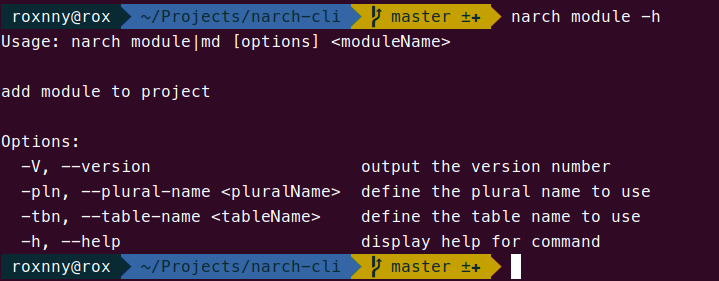 roxnny@rox ~/Projects/narch-cli master ±+ narch module -h
Usage: narch module|md [options] <moduleName>
add module to project
Options:
-V, --version output the version number
-pln, --plural-name <pluralName> define the plural name to use
-tbn, --table-name <tableName> define the table name to use
-h, --help display help for command
roxnny@rox ~/Projects/narch-cli master ±+